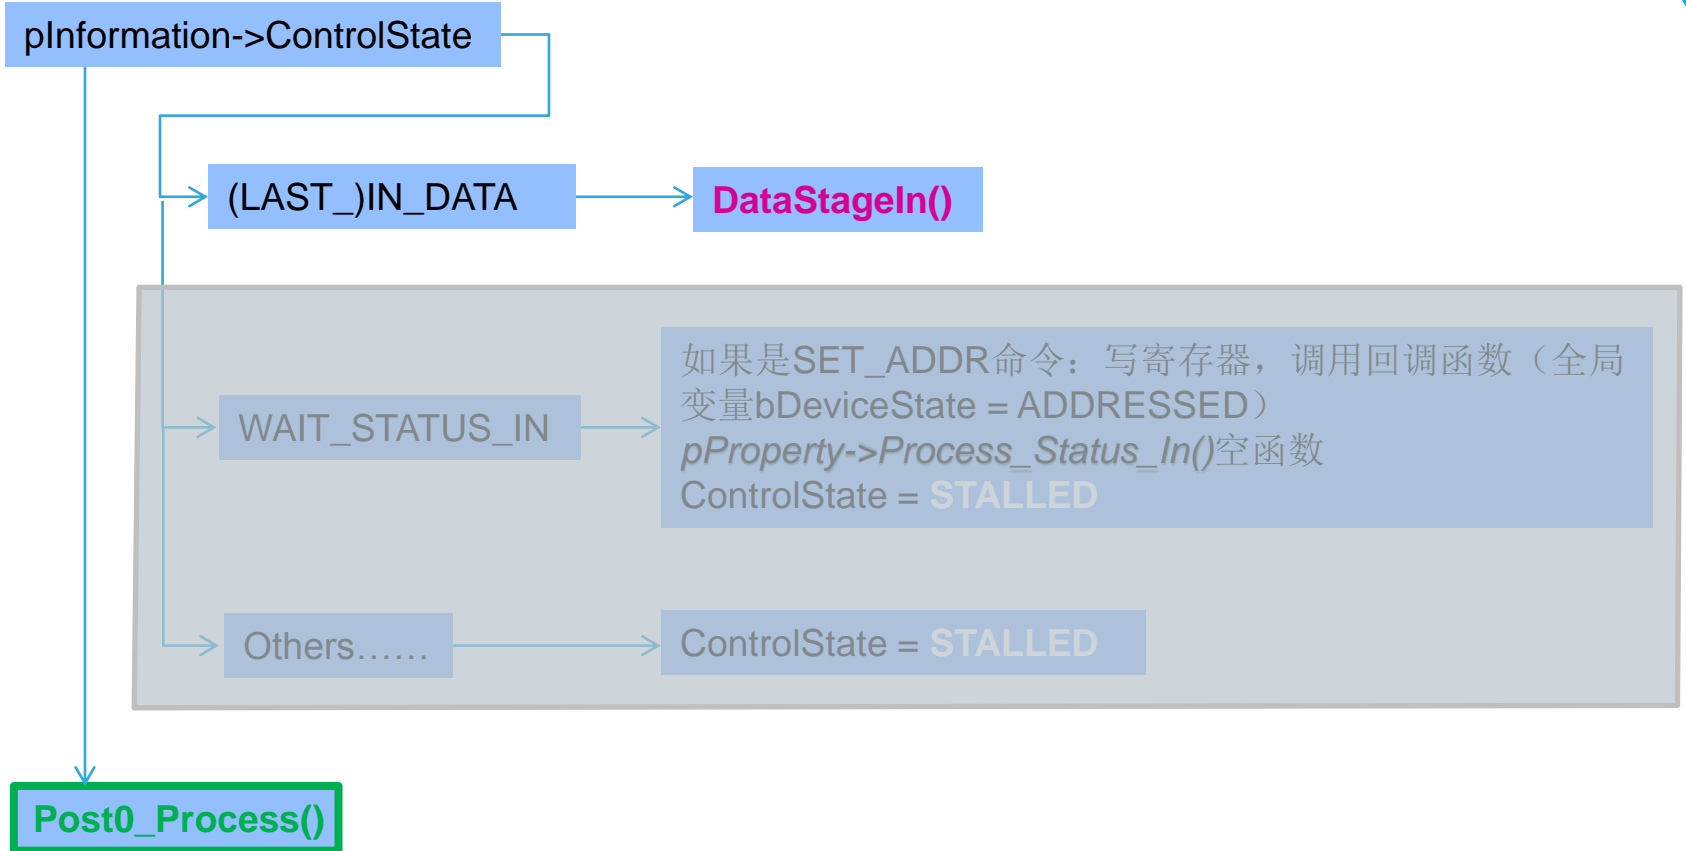 pInformation->ControlState
(LAST_)IN_DATA
DataStageIn()
WAIT_STATUS_IN
如果是SET_ADDR命令：写寄存器，调用回调函数（全局
变量bDeviceState = ADDRESSED）
pProperty->Process_Status_In()空函数
ControlState = STALLED
Others……
ControlState = STALLED
Post0_Process()